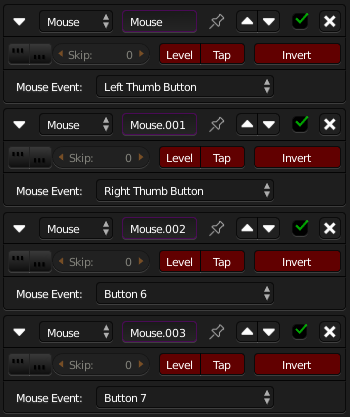 Mouse Mouse
Skip: 0 Level Tap Invert
Mouse Event: Left Thumb Button
Mouse Mouse.001
Skip: 0 Level Tap Invert
Mouse Event: Right Thumb Button
Mouse Mouse.002
Skip: 0 Level Tap Invert
Mouse Event: Button 6
Mouse Mouse.003
Skip: 0 Level Tap Invert
Mouse Event: Button 7